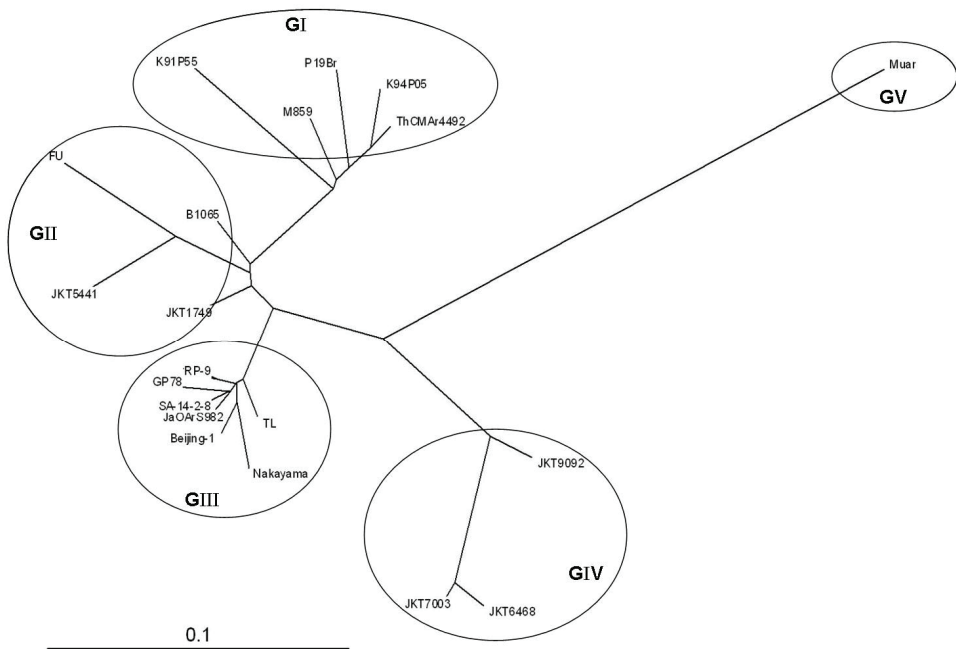 GI
K91P55
P19Br
K94P05
M859
ThCMAr4492
Muar
GV
FU
B1065
GII
JKT5441
JKT1749
RP-9
GP78
SA-14-2-8
JaOArS982
TL
Beijing-1
Nakayama
GIII
JKT9092
GIV
JKT7003
JKT6468
0.1